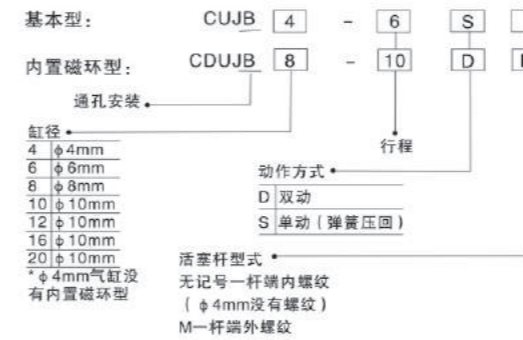 基本型: CUJB 4 - 6 S
内置磁环型: CDUJB 8 - 10 D
通孔安装
缸径
行程
4 φ4mm
6 φ6mm
8 φ8mm
10 φ10mm
12 φ10mm
16 φ10mm
20 φ10mm
*φ4mm气缸没
有内置磁环型
动作方式
D 双动
S 单动(弹簧压回)
活塞杆型式
无记号一杆端内螺纹
(φ4mm没有螺纹)
M一杆端外螺纹